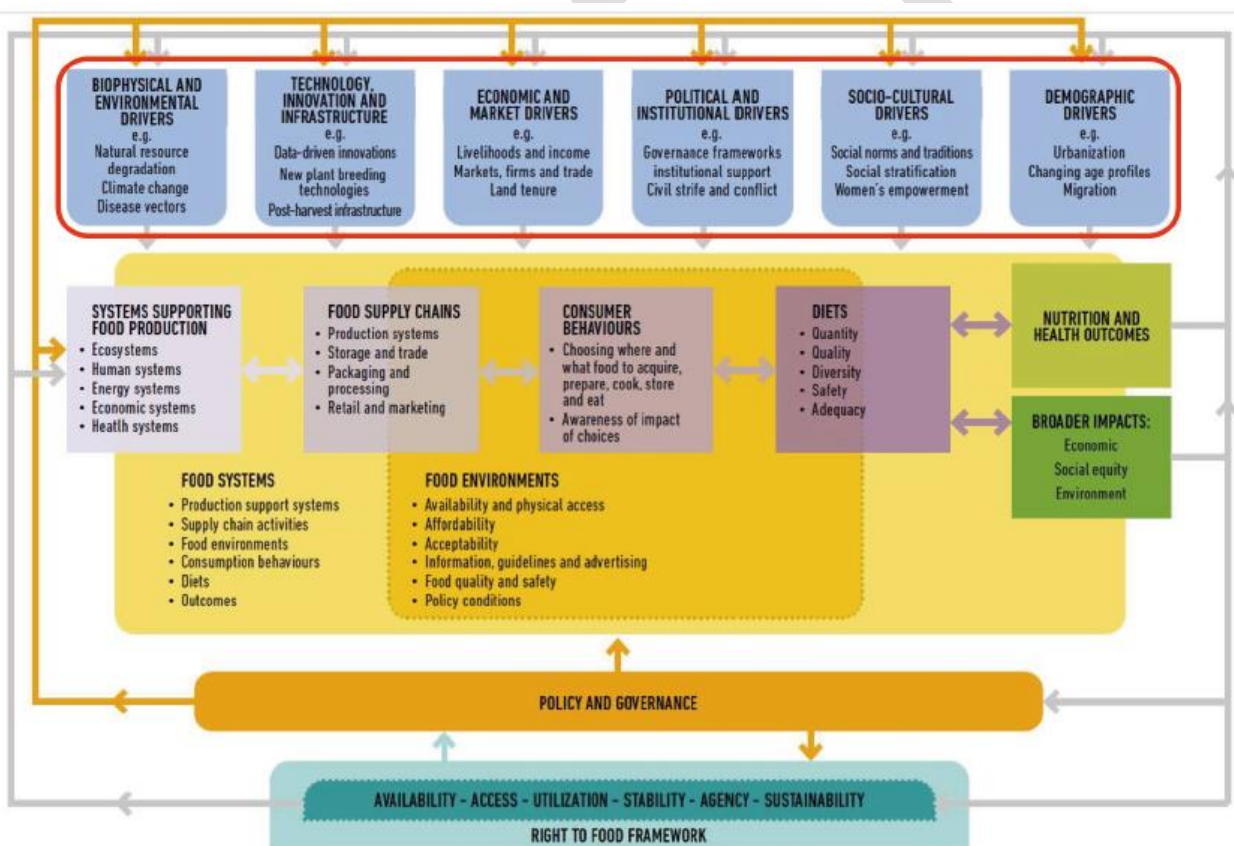 BIOPHYSICAL AND
ENVIRONMENTAL
DRIVERS
e.g.
Natural resource
degradation
Climate change
Disease vectors
TECHNOLOGY,
INNOVATION AND
INFRASTRUCTURE
e.g.
Data-driven innovations
New plant breeding
technologies
Post-harvest infrastructure
ECONOMIC AND
MARKET DRIVERS
e.g.
Livelihoods and income
Markets, firms and trade
Land tenure
POLITICAL AND
INSTITUTIONAL DRIVERS
e.g.
Governance frameworks
institutional support
Civil strife and conflict
SOCIO-CULTURAL
DRIVERS
e.g.
Social norms and traditions
Social stratification
Women's empowerment
DEMOGRAPHIC
DRIVERS
e.g.
Urbanization
Changing age profiles
Migration
SYSTEMS SUPPORTING
FOOD PRODUCTION
• Ecosystems
• Human systems
• Energy systems
• Economic systems
• Heatlh systems
FOOD SUPPLY CHAINS
• Production systems
• Storage and trade
• Packaging and
processing
• Retail and marketing
CONSUMER
BEHAVIOURS
• Choosing where and
what food to acquire,
prepare, cook, store
and eat
• Awareness of impact
of choices
DIETS
• Quantity
• Quality
• Diversity
• Safety
• Adequacy
NUTRITION AND
HEALTH OUTCOMES
BROADER IMPACTS:
Economic
Social equity
Environment
FOOD SYSTEMS
• Production support systems
• Supply chain activities
• Food environments
• Consumption behaviours
• Diets
• Outcomes
FOOD ENVIRONMENTS
• Availability and physical access
• Affordability
• Acceptability
• Information, guidelines and advertising
• Food quality and safety
• Policy conditions
POLICY AND GOVERNANCE
AVAILABILITY - ACCESS - UTILIZATION - STABILITY - AGENCY - SUSTAINABILITY
RIGHT TO FOOD FRAMEWORK